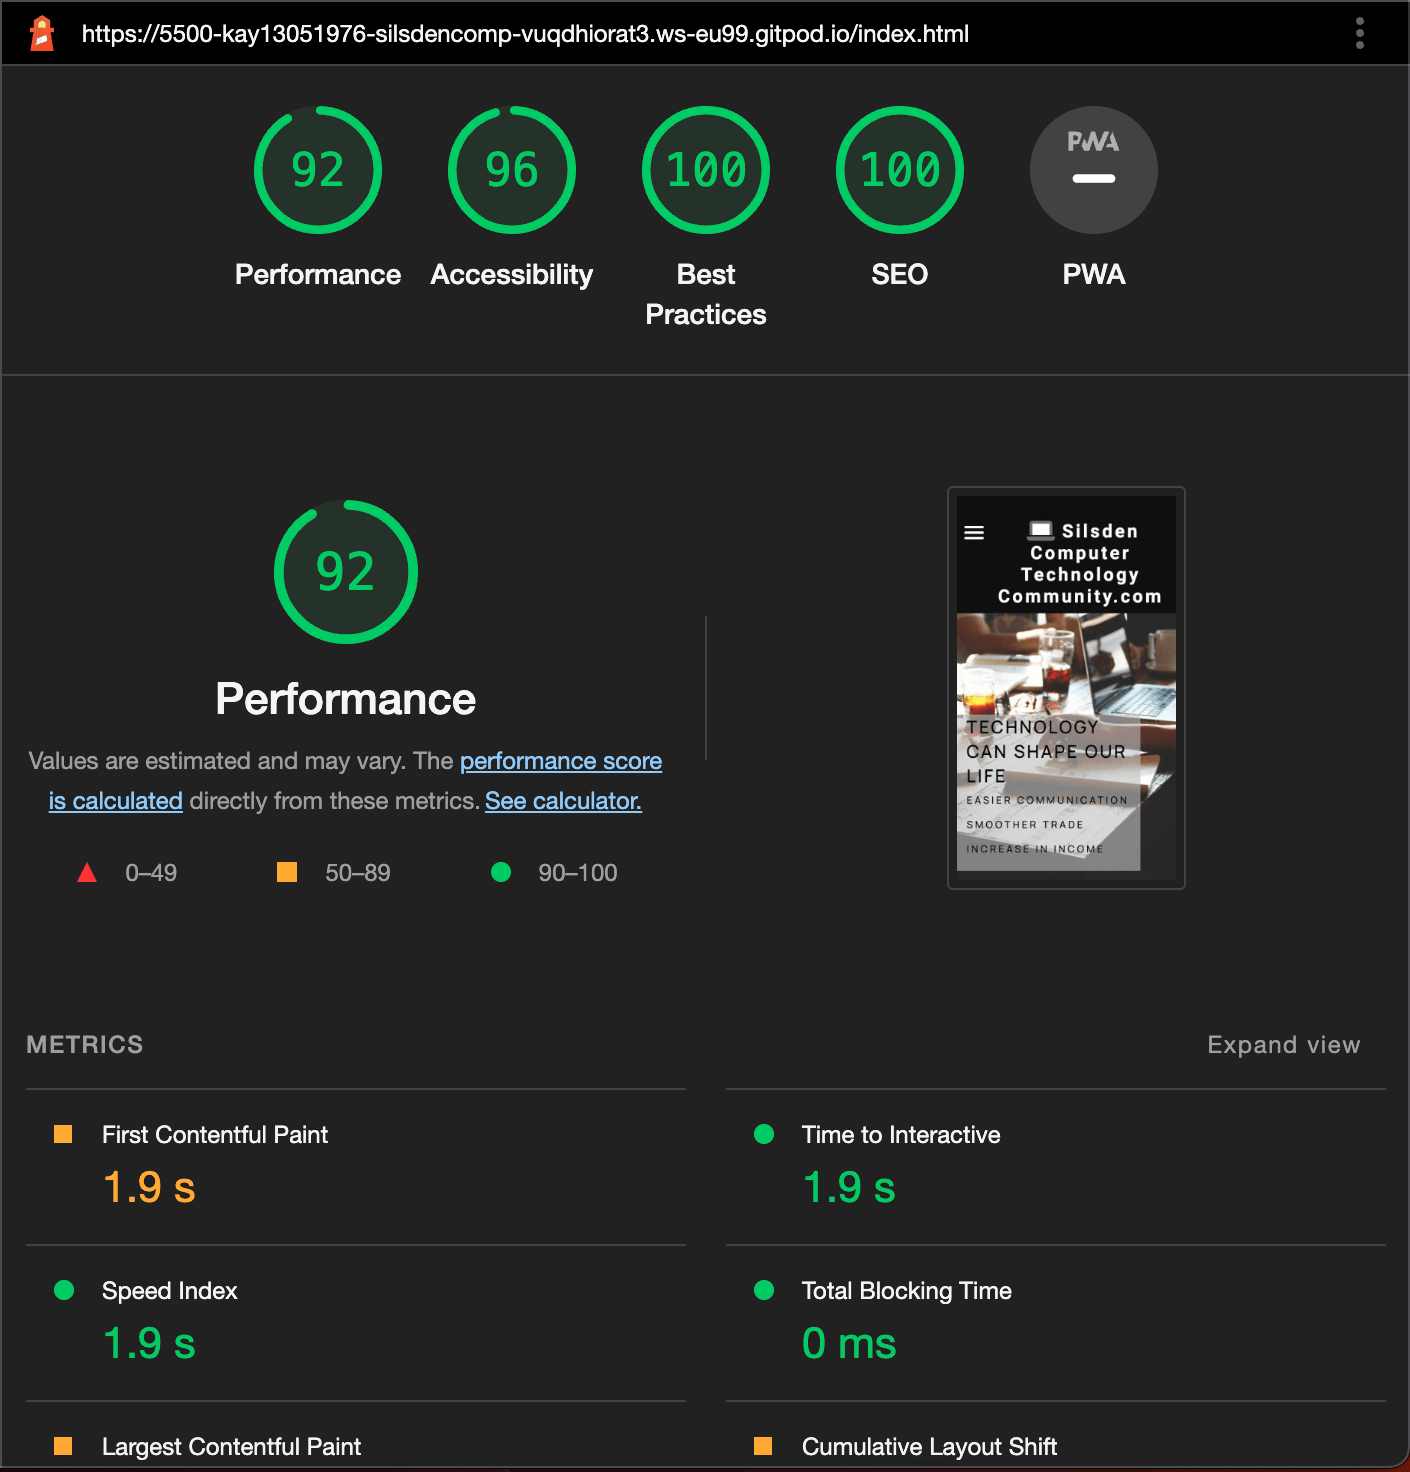 https://5500-kay13051976-silsdencomp-vuqdhiorat3.ws-eu99.gitpod.io/index.html
92
96
100
100
PWA
Performance
Accessibility
Best
Practices
SEO
PWA
92
Performance
Values are estimated and may vary. The performance score
is calculated directly from these metrics. See calculator.
0–49
50–89
90–100
Silsden
Computer
Technology
Community.com
TECHNOLOGY
CAN SHAPE OUR
LIFE
EASIER COMMUNICATION
SMOOTHER TRADE
INCREASE IN INCOME
METRICS
Expand view
First Contentful Paint
1.9 s
Time to Interactive
1.9 s
Speed Index
1.9 s
Total Blocking Time
0 ms
Largest Contentful Paint
Cumulative Layout Shift